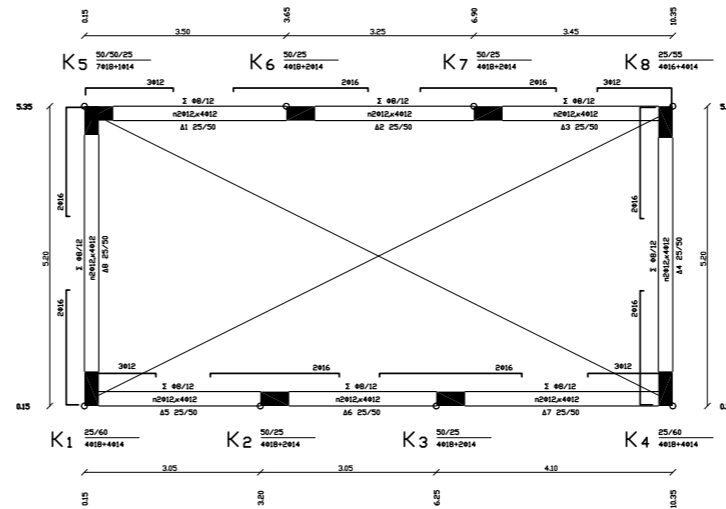 0.15
3.65
6.90
10.35
3.50
3.25
3.45
K5 50/50/25
7Φ18+1Φ14
K6 50/25
4Φ18+2Φ14
K7 50/25
4Φ18+2Φ14
K8 25/55
4Φ16+4Φ14
3Φ12
2Φ16
2Φ16
3Φ12
5.35
Σ Φ8/12
Σ Φ8/12
Σ Φ8/12
n2Φ12,κ4Φ12
n2Φ12,κ4Φ12
n2Φ12,κ4Φ12
Δ1 25/50
Δ2 25/50
Δ3 25/50
2Φ16
2Φ16
5.20
Σ Φ8/12
n2Φ12,κ4Φ12
Δ8 25/50
Σ Φ8/12
n2Φ12,κ4Φ12
Δ4 25/50
5.20
2Φ16
2Φ16
3Φ12
2Φ16
2Φ16
3Φ12
Σ Φ8/12
Σ Φ8/12
Σ Φ8/12
n2Φ12,κ4Φ12
n2Φ12,κ4Φ12
n2Φ12,κ4Φ12
0.15
Δ5 25/50
Δ6 25/50
Δ7 25/50
K1 25/60
4Φ18+4Φ14
K2 50/25
4Φ18+2Φ14
K3 50/25
4Φ18+2Φ14
K4 25/60
4Φ18+4Φ14
3.05
3.05
4.10
0.15
3.20
6.25
10.35